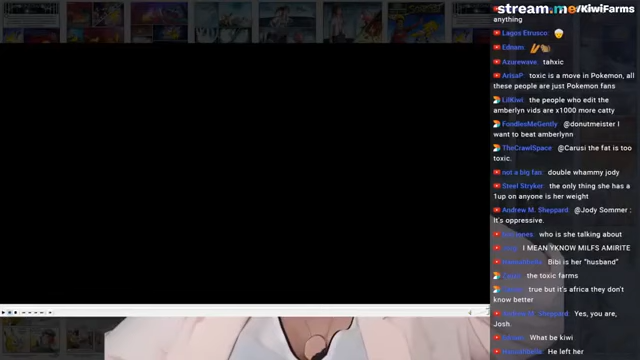 stream.me/KiwiFarms
anything
Lagos Etrusco:
Ednam:
Azurewave: tahxic
ArisaP: toxic is a move in Pokemon, all
these people are just Pokemon fans
LilKiwi: the people who edit the
amberlyn vids are x1000 more catty
FondlesMeGently: @donutmeister I
want to beat amberlynn
TheCrawlSpace: @Carusi the fat is too
toxic.
not a big fan: double whammy jody
Steel Stryker: the only thing she has a
1up on anyone is her weight
Andrew M. Sheppard: @Jody Sommer :
It's oppressive.
who is she talking about
I MEAN YKNOW MILFS AMIRITE
Bibi is her "husband"
the toxic farms
true but it's africa they don't
know better
Andrew M. Sheppard: Yes, you are,
Josh.
What be kiwi
He left her